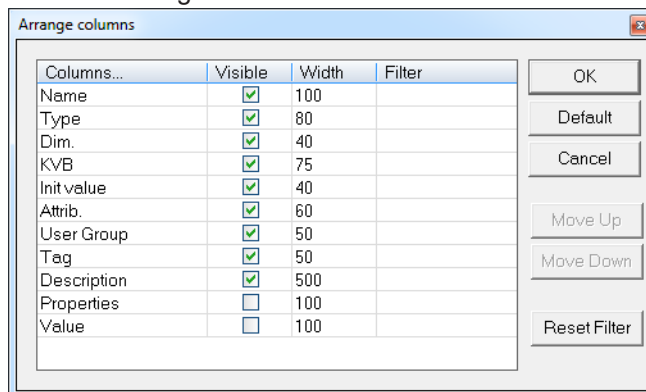 Arrange columns
Columns... Visible Width Filter
Name 100
Type 80
Dim. 40
KVB 75
Init value 40
Attrib. 60
User Group 50
Tag 50
Description 500
Properties 100
Value 100
OK
Default
Cancel
Move Up
Move Down
Reset Filter